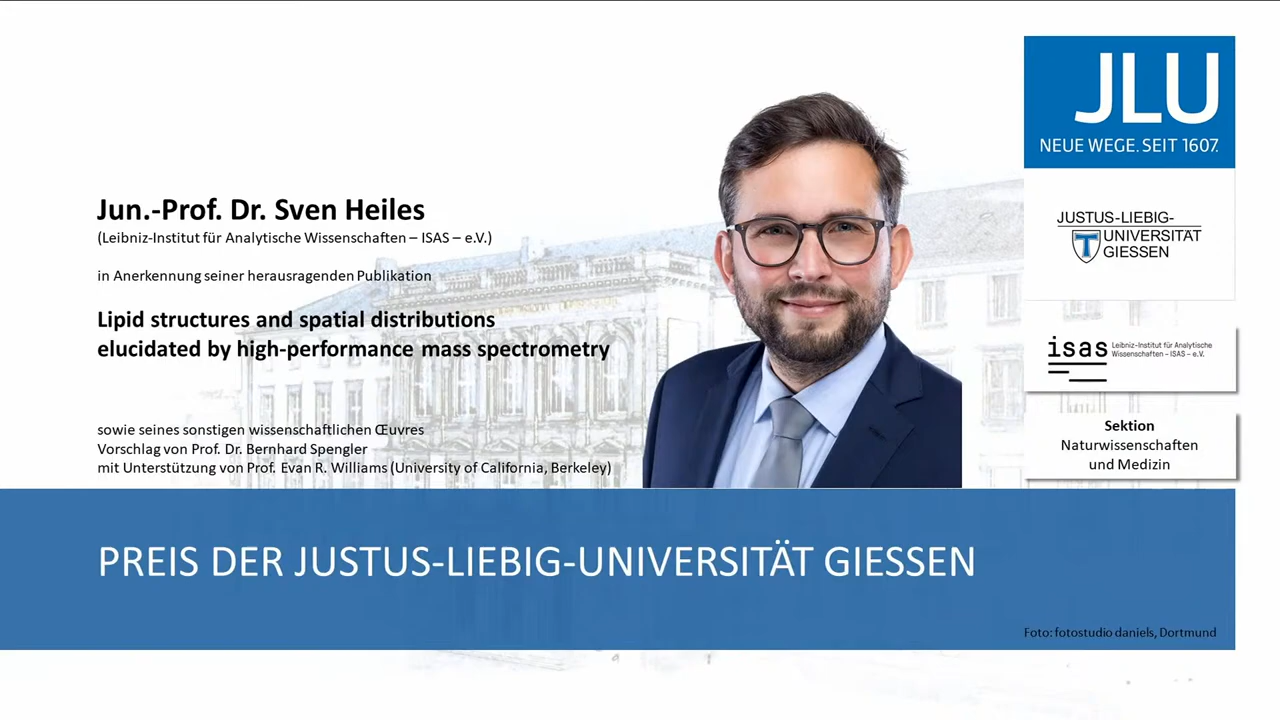 Jun.-Prof. Dr. Sven Heiles
(Leibniz-Institut für Analytische Wissenschaften – ISAS – e.V.)
in Anerkennung seiner herausragenden Publikation
Lipid structures and spatial distributions
elucidated by high-performance mass spectrometry
sowie seines sonstigen wissenschaftlichen Œuvres
Vorschlag von Prof. Dr. Bernhard Spengler
mit Unterstützung von Prof. Evan R. Williams (University of California, Berkeley)
JLU
NEUE WEGE. SEIT 1607.
JUSTUS-LIEBIG-
UNIVERSITÄT
GIESSEN
isas
Leibniz-Institut für Analytische
Wissenschaften – ISAS – e.V.
Sektion
Naturwissenschaften
und Medizin
PREIS DER JUSTUS-LIEBIG-UNIVERSITÄT GIESSEN
Foto: fotostudio daniels, Dortmund